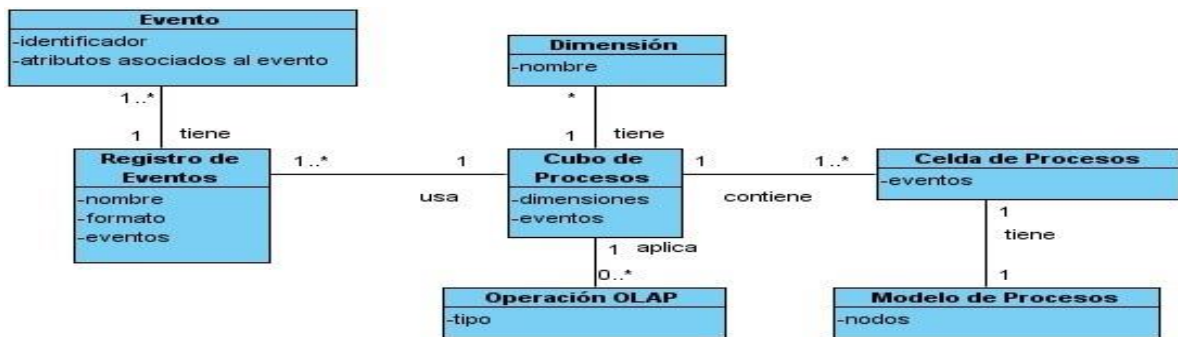 Evento
-identificador
-atributos asociados al evento
Dimensión
-nombre
1..*
*
1
tiene
1
tiene
Registro de
Eventos
-nombre
-formato
-eventos
1..*
1
usa
Cubo de
Procesos
-dimensiones
-eventos
1
1..*
contiene
Celda de Procesos
-eventos
1
aplica
0..*
1
tiene
1
Operación OLAP
-tipo
Modelo de Procesos
-nodos